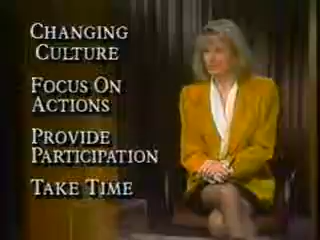 CHANGING
CULTURE
FOCUS ON
ACTIONS
PROVIDE
PARTICIPATION
TAKE TIME